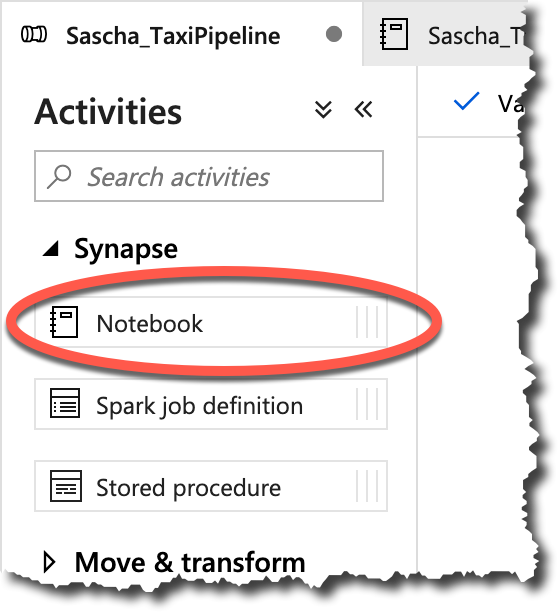 Sascha_TaxiPipeline
Sascha_T
Activities
Va
Search activities
Synapse
Notebook
Spark job definition
Stored procedure
Move & transform